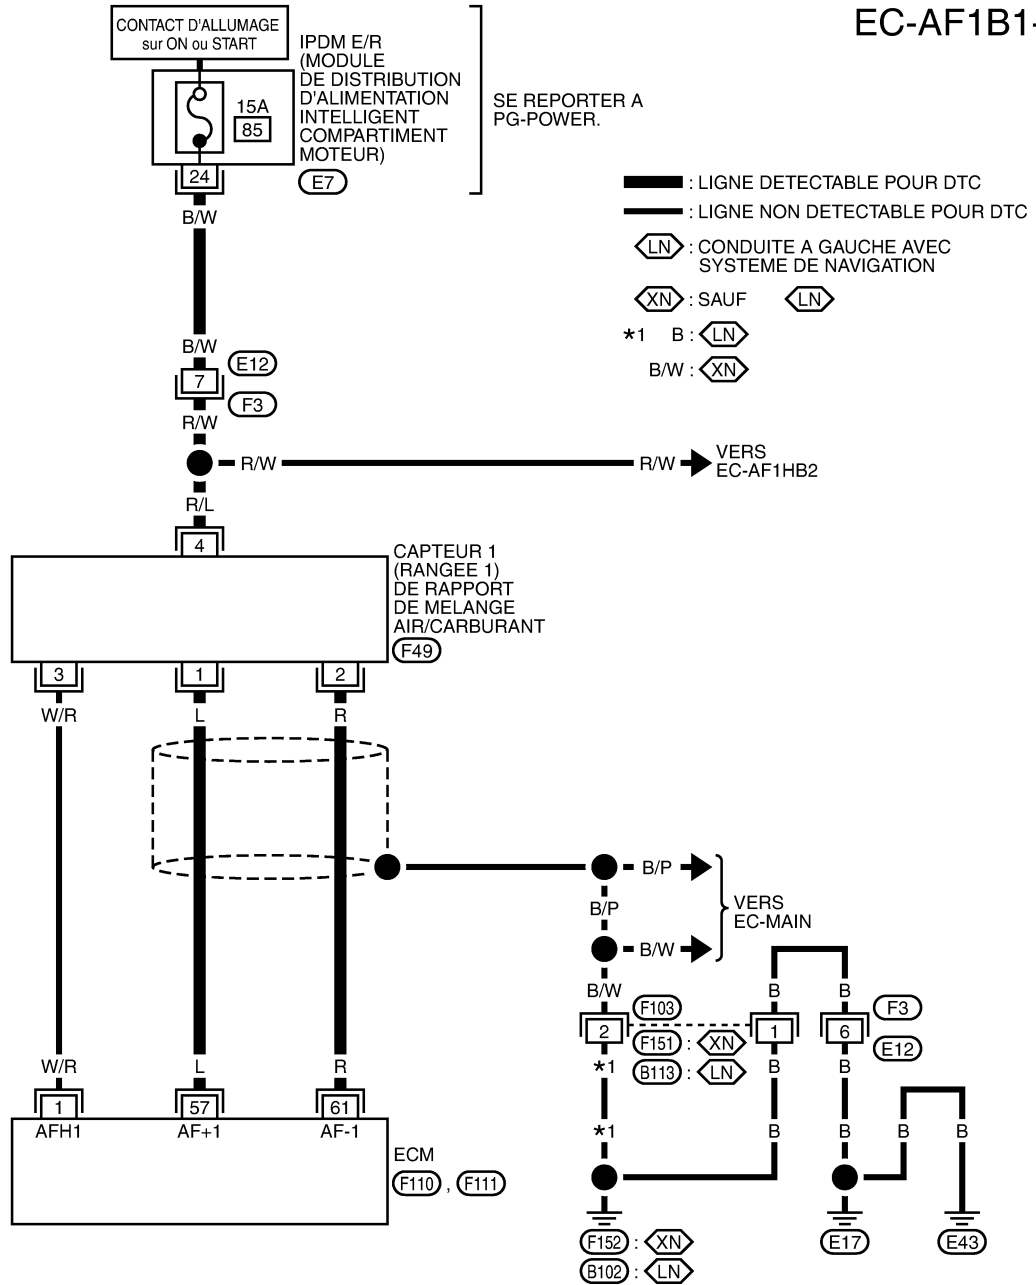 EC-AF1B1-
CONTACT D'ALLUMAGE
sur ON ou START
IPDM E/R
(MODULE
DE DISTRIBUTION
D'ALIMENTATION
INTELLIGENT
COMPARTIMENT
MOTEUR)
15A
85
SE REPORTER A
PG-POWER.
24
E7
B/W
: LIGNE DETECTABLE POUR DTC
: LIGNE NON DETECTABLE POUR DTC
LN : CONDUITE A GAUCHE AVEC
SYSTEME DE NAVIGATION
XN : SAUF LN
*1 B : LN
B/W : XN
B/W
E12
7
F3
R/W
R/W R/W
VERS
EC-AF1HB2
R/L
4
CAPTEUR 1
(RANGEE 1)
DE RAPPORT
DE MELANGE
AIR/CARBURANT
F49
3 1 2
W/R L R
B/P
B/P
B/W
VERS
EC-MAIN
B/W B B
F103 F3
2 1 6
F151 : XN
E12
B113 : LN
W/R L R
*1 B B
1 57 61
AFH1 AF+1 AF-1
*1 B B B B
ECM
F110 , F111
F152 : XN
E17 E43
B102 : LN